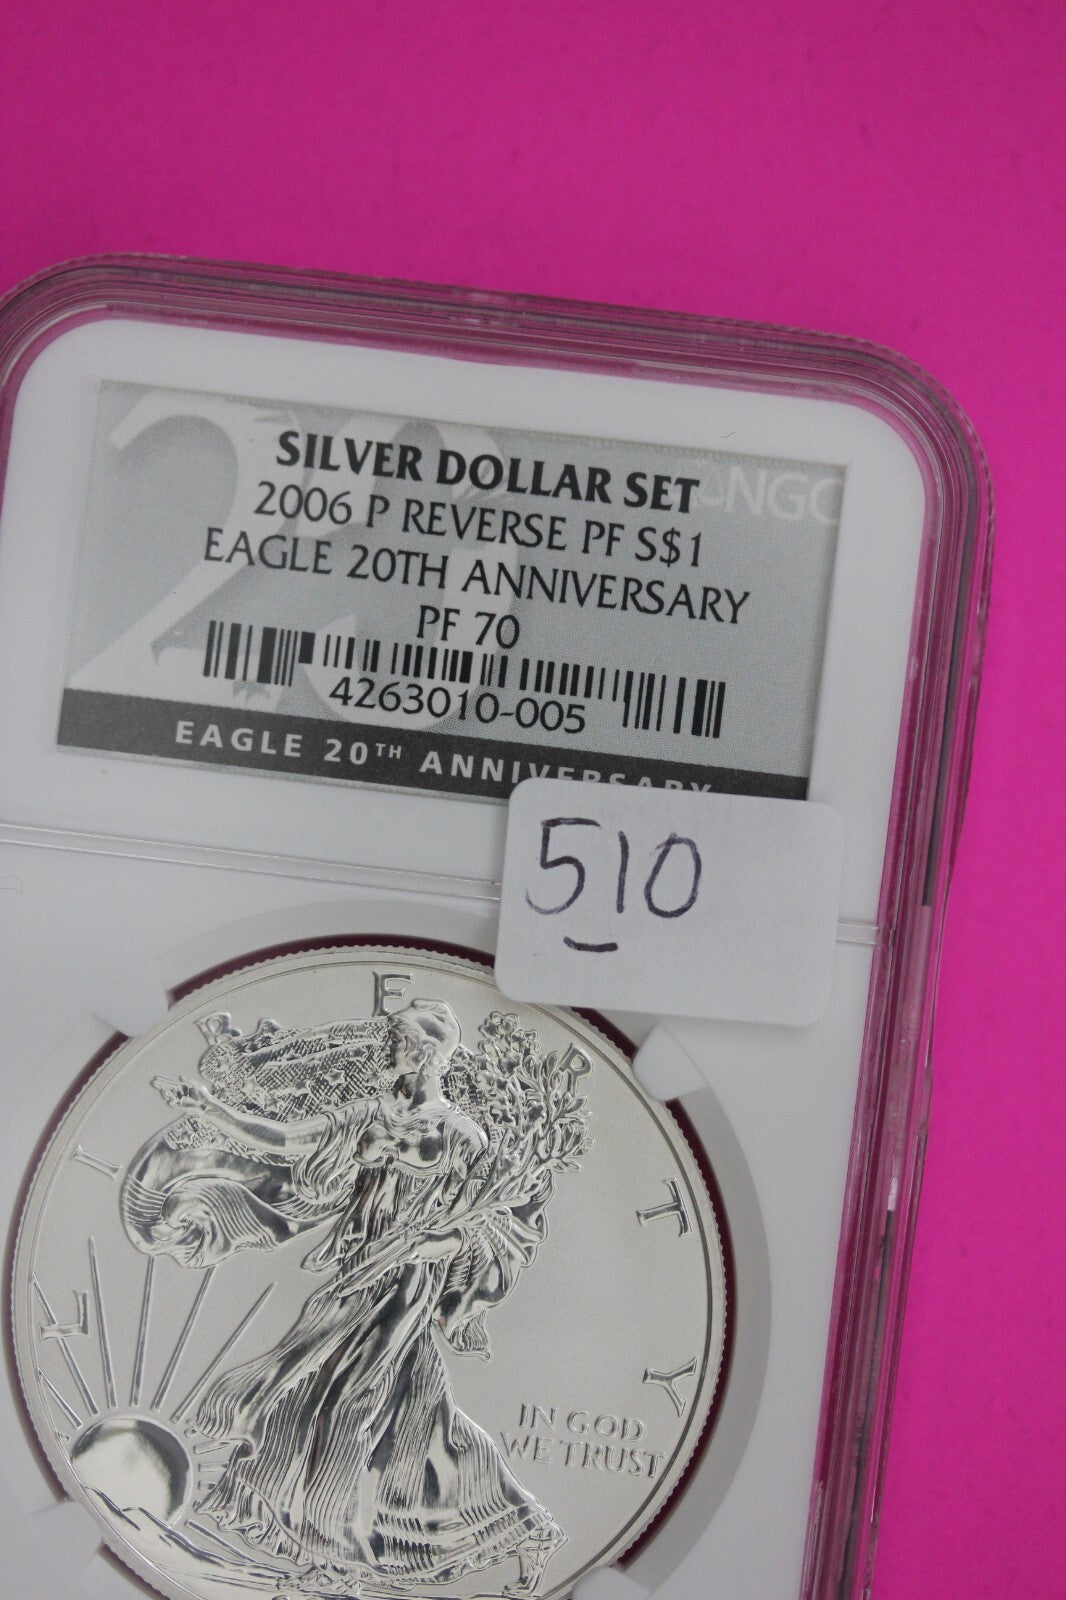 NGC
SILVER DOLLAR SET
2006 P REVERSE PF S$1
EAGLE 20TH ANNIVERSARY
PF 70
4263010-005
EAGLE 20TH ANNIVERSARY
510
LIBERTY
IN GOD
WE TRUST